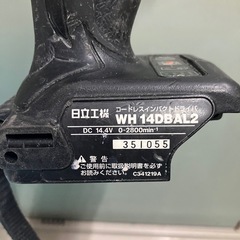 日立工機
コードレスインパクトドライバ
WH 14DBAL2
DC 14.4V 0-2800min⁻¹
351055
⚠ 警告
ご使用前に取扱説明書を
お読みください。
C341219A